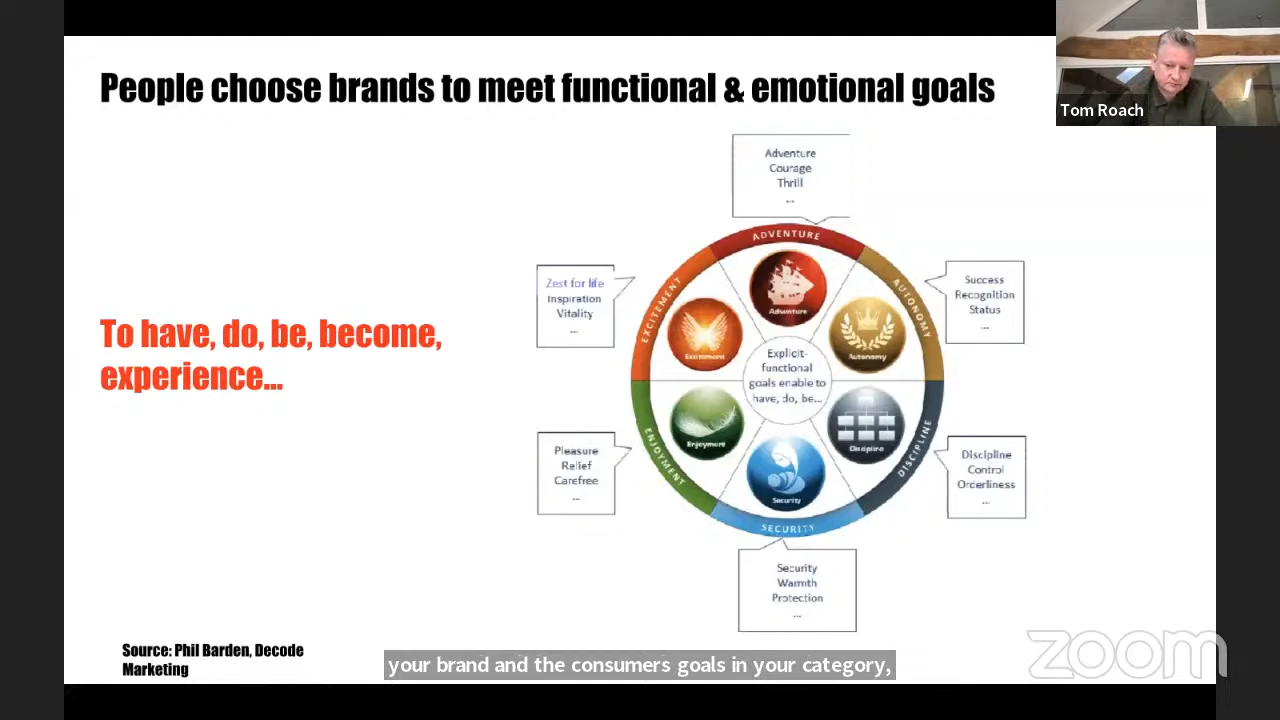 People choose brands to meet functional & emotional goals
Tom Roach
To have, do, be, become,
experience...
Adventure
Courage
Thrill
...
Zest for life
Inspiration
Vitality
...
Success
Recognition
Status
...
Pleasure
Relief
Carefree
...
Discipline
Control
Orderliness
...
Security
Warmth
Protection
...
ADVENTURE
AUTONOMY
DISCIPLINE
SECURITY
ENJOYMENT
EXCITEMENT
Adventure
Autonomy
Discipline
Security
Enjoyment
Excitement
Explicit-
functional
goals enable to
have, do, be...
Source: Phil Barden, Decode
Marketing
your brand and the consumers goals in your category,
zoom